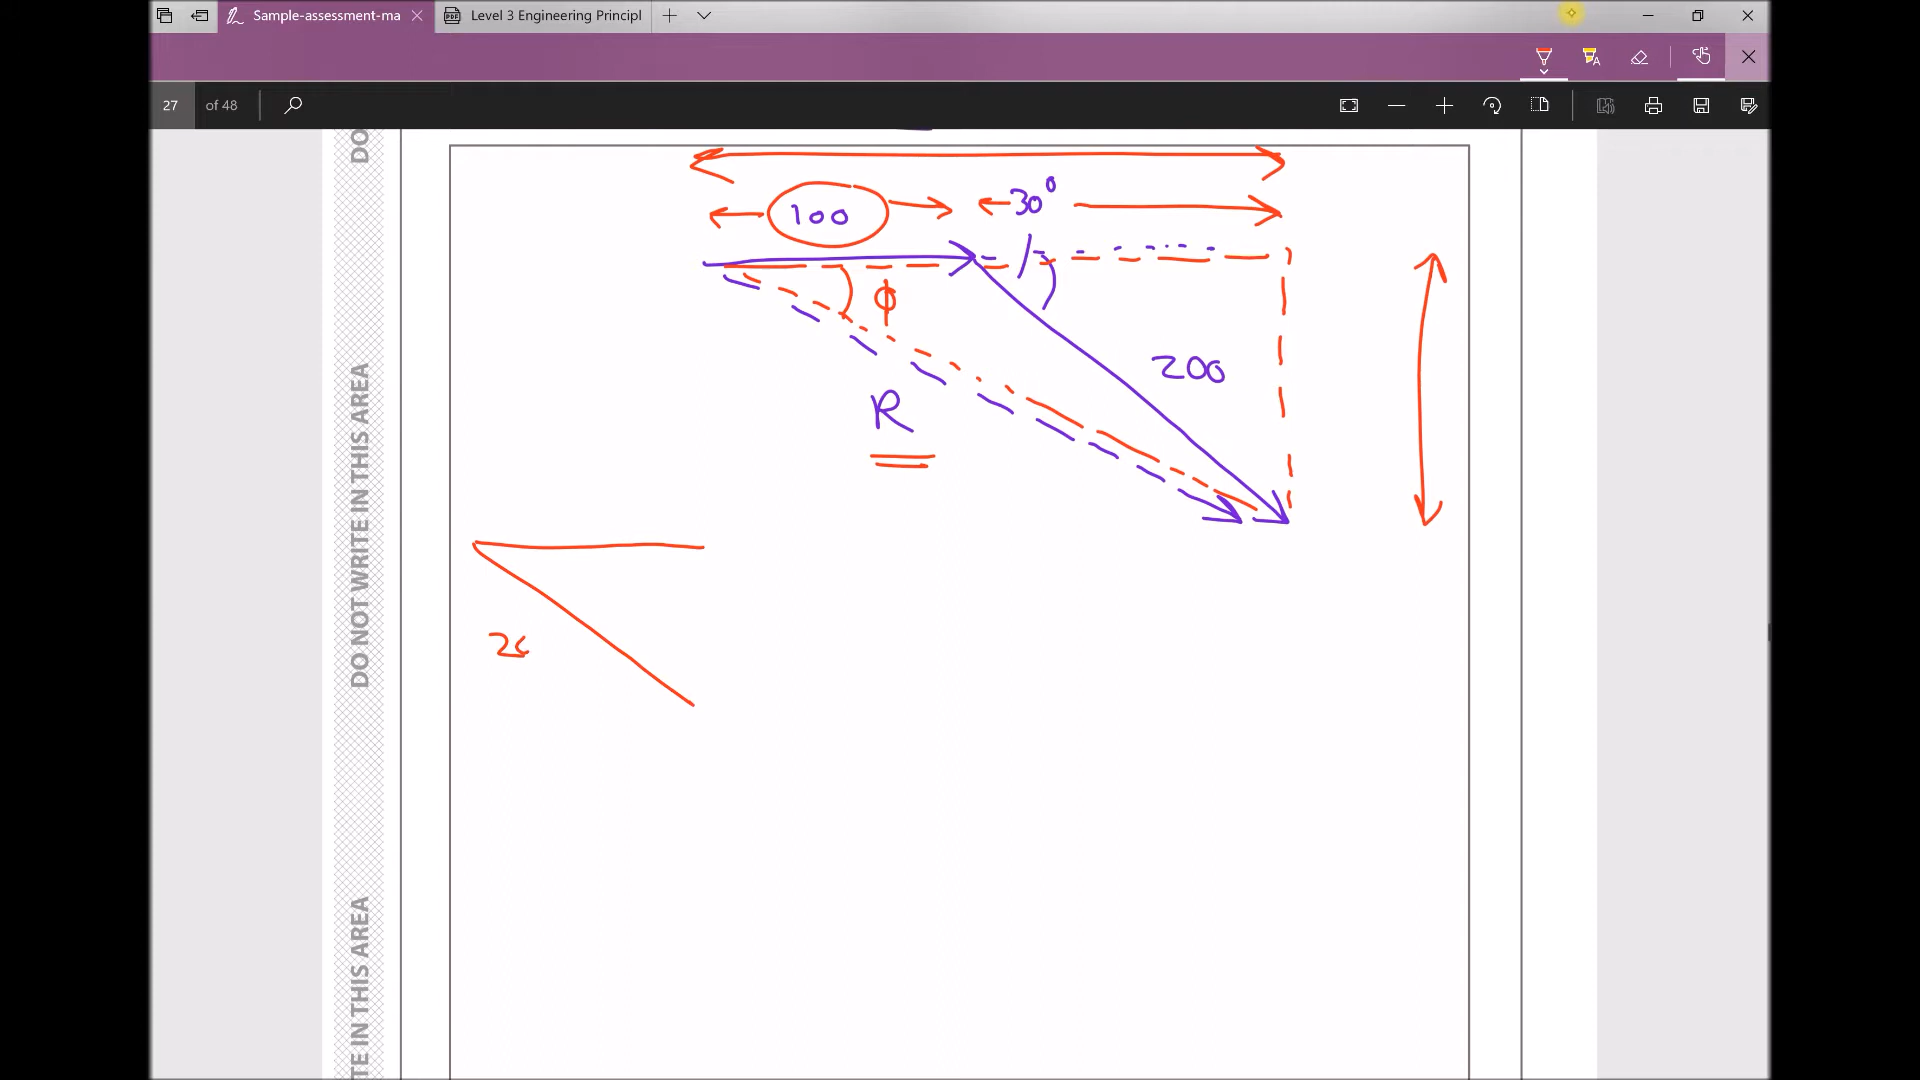 Sample-assessment-ma
Level 3 Engineering Principl
27 of 48
DO
100
30°
ϕ
200
R
DO NOT WRITE IN THIS AREA
20
TE IN THIS AREA